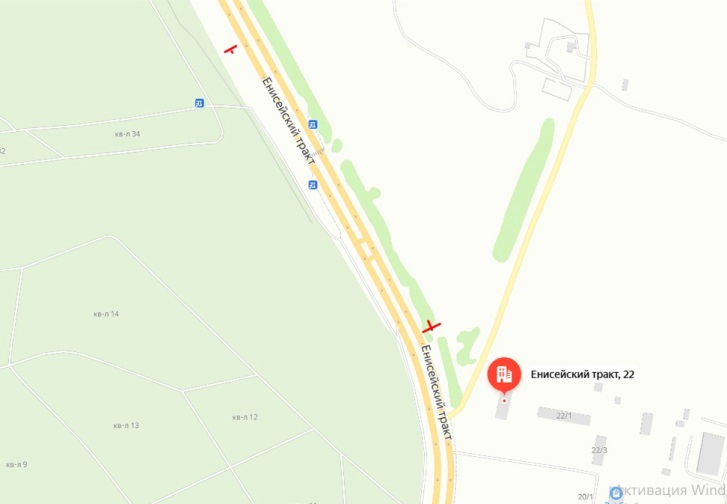 Енисейский тракт
кв-л 34
кв-л 14
Енисейский тракт
Енисейский тракт, 22
кв-л 12
22/1
кв-л 13
22/3
кв-л 9
20/1
Активация Wind